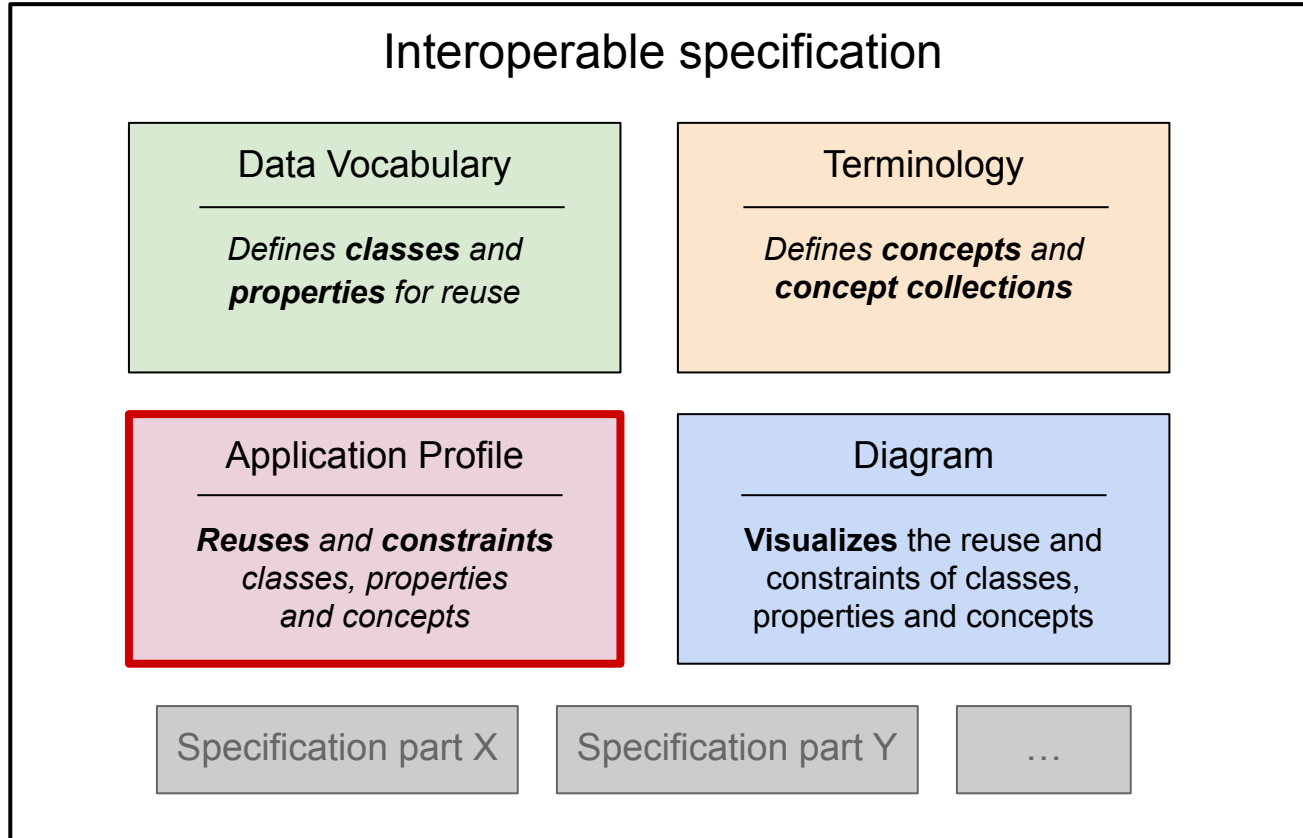 Interoperable specification
Data Vocabulary
Defines classes and
properties for reuse
Terminology
Defines concepts and
concept collections
Application Profile
Reuses and constraints
classes, properties
and concepts
Diagram
Visualizes the reuse and
constraints of classes,
properties and concepts
Specification part X
Specification part Y
…